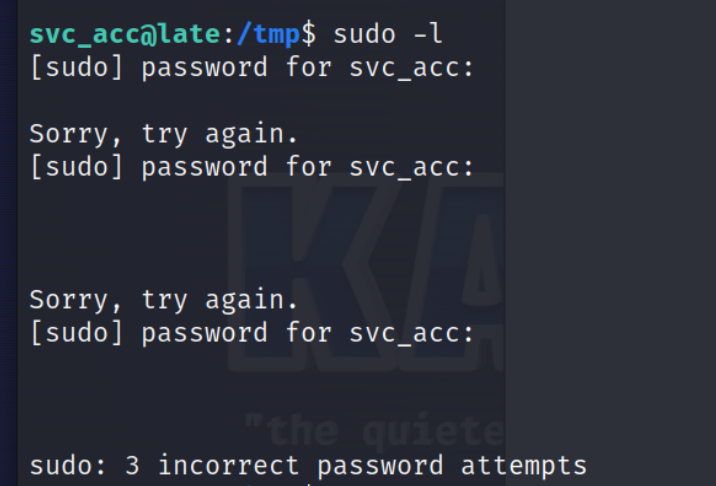 svc_acc@late:/tmp$ sudo -l
[sudo] password for svc_acc:
Sorry, try again.
[sudo] password for svc_acc:
KA
Sorry, try again.
[sudo] password for svc_acc:
"the quiete
sudo: 3 incorrect password attempts